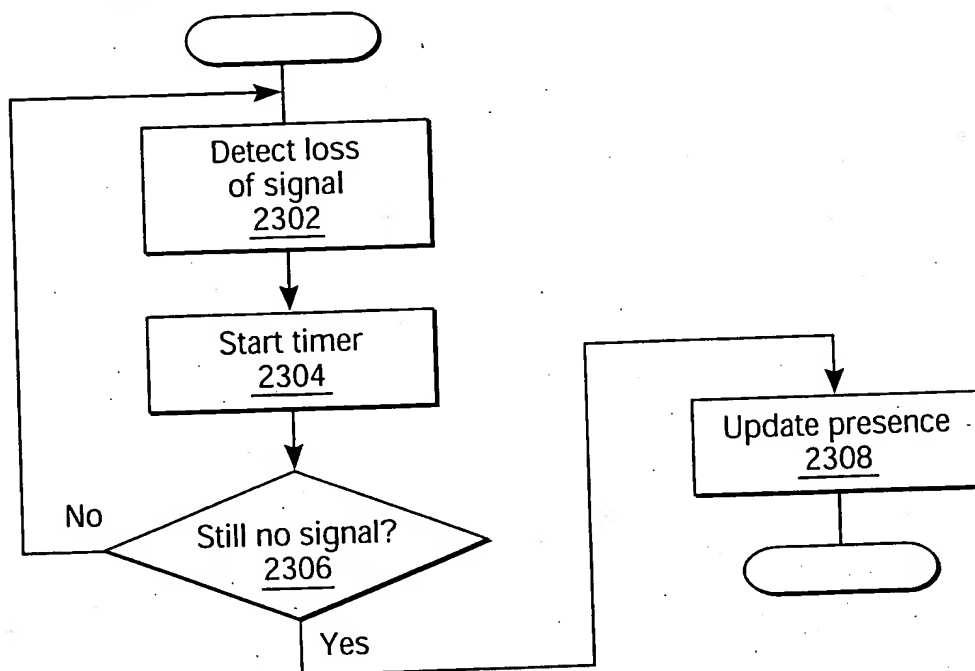 Detect loss
of signal
2302
Start timer
2304
Still no signal?
2306
No
Yes
Update presence
2308